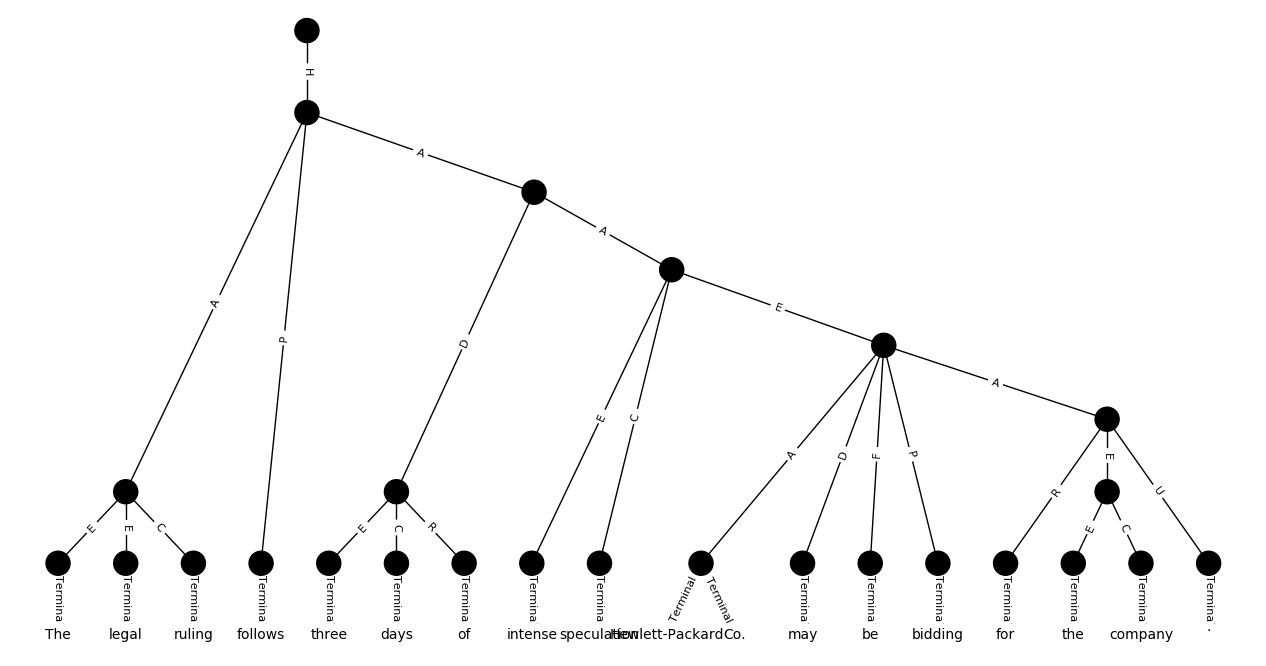 H
A
A
A
E
A
P
D
E
C
A
D
F
P
R
E
U
E
E
C
E
C
R
E
C
Termina Termina Termina Termina Termina Termina Termina Termina Termina Terminal Terminal Termina Termina Termina Termina Termina Termina Termina
The legal ruling follows three days of intense speculation Hewlett-Packard Co. may be bidding for the company .